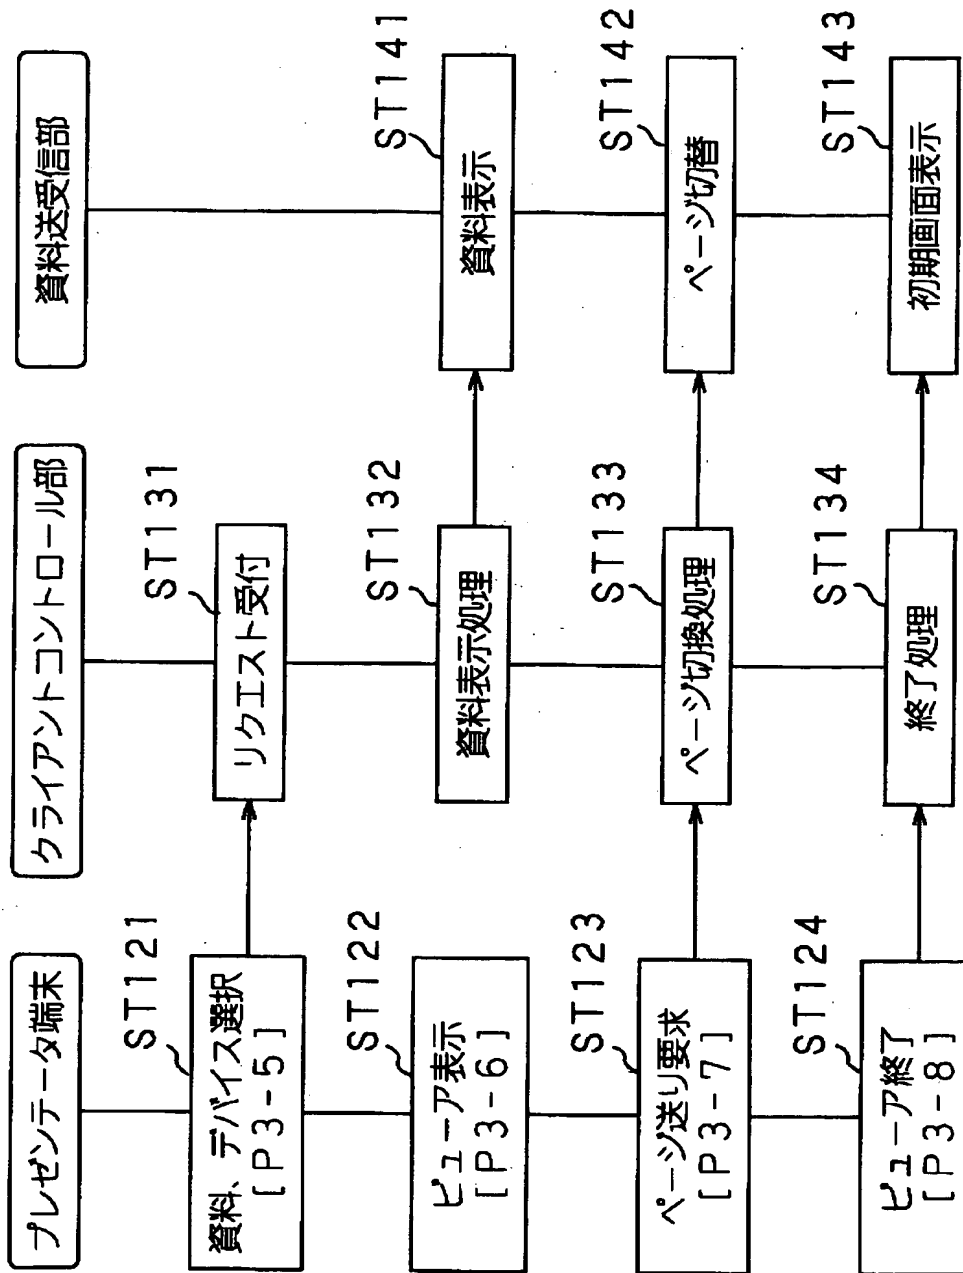 プレゼンテータ端末
ST121
資料、デバイス選択
[P3-5]
ST122
ビューア表示
[P3-6]
ST123
ページ送り要求
[P3-7]
ST124
ビューア終了
[P3-8]
クライアントコントロール部
ST131
リクエスト受付
ST132
資料表示処理
ST133
ページ切換処理
ST134
終了処理
資料送受信部
ST141
資料表示
ST142
ページ切替
ST143
初期画面表示